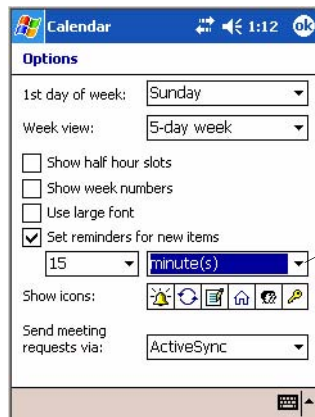 Calendar 1:12 ok
Options
1st day of week: Sunday
Week view: 5-day week
Show half hour slots
Show week numbers
Use large font
Set reminders for new items
15 minute(s)
Show icons:
Send meeting
requests via: ActiveSync